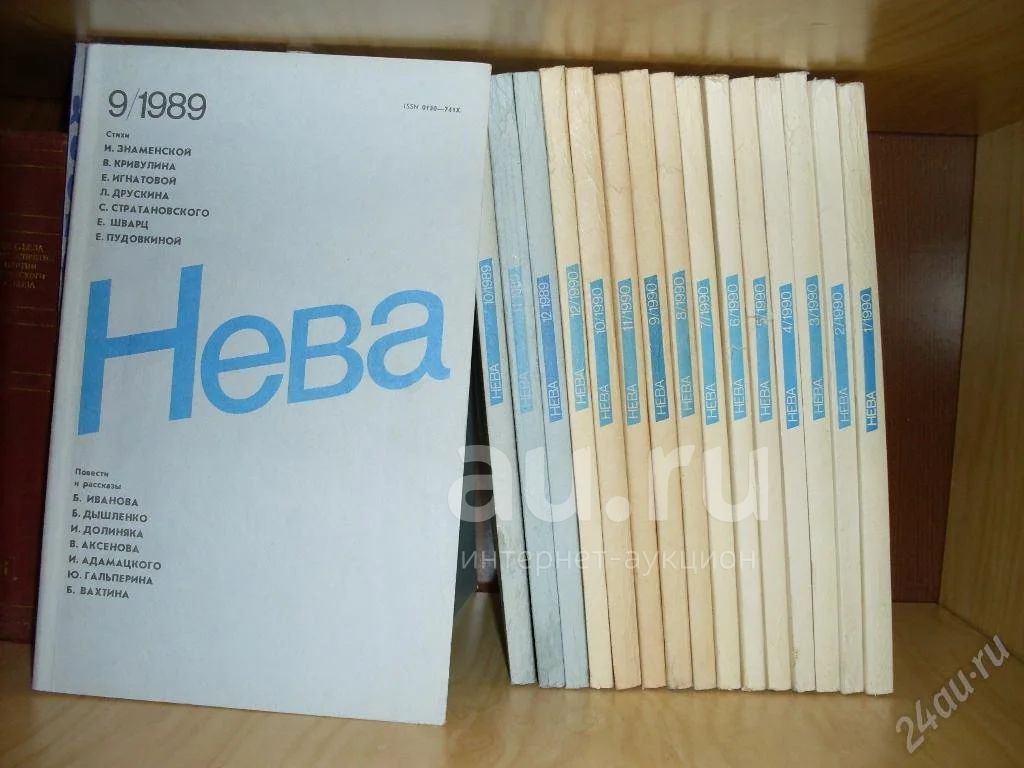 9/1989
ISSN 0130—741X
Стихи
И. ЗНАМЕНСКОЙ
В. КРИВУЛИНА
Е. ИГНАТОВОЙ
Л. ДРУСКИНА
С. СТРАТАНОВСКОГО
Е. ШВАРЦ
Е. ПУДОВКИНОЙ
Нева
Повести
и рассказы
Б. ИВАНОВА
Б. ДЫШЛЕНКО
И. ДОЛИНЯКА
В. АКСЕНОВА
И. АДАМАЦКОГО
Ю. ГАЛЬПЕРИНА
Б. ВАХТИНА
НЕВА 10/1989
НЕВА 11/1989
НЕВА 12/1989
НЕВА 12/1990
НЕВА 10/1990
НЕВА 11/1990
НЕВА 9/1990
НЕВА 8/1990
НЕВА 7/1990
НЕВА 6/1990
НЕВА 5/1990
НЕВА 4/1990
НЕВА 3/1990
НЕВА 2/1990
НЕВА 1/1990
au.ru
интернет-аукцион
24au.ru